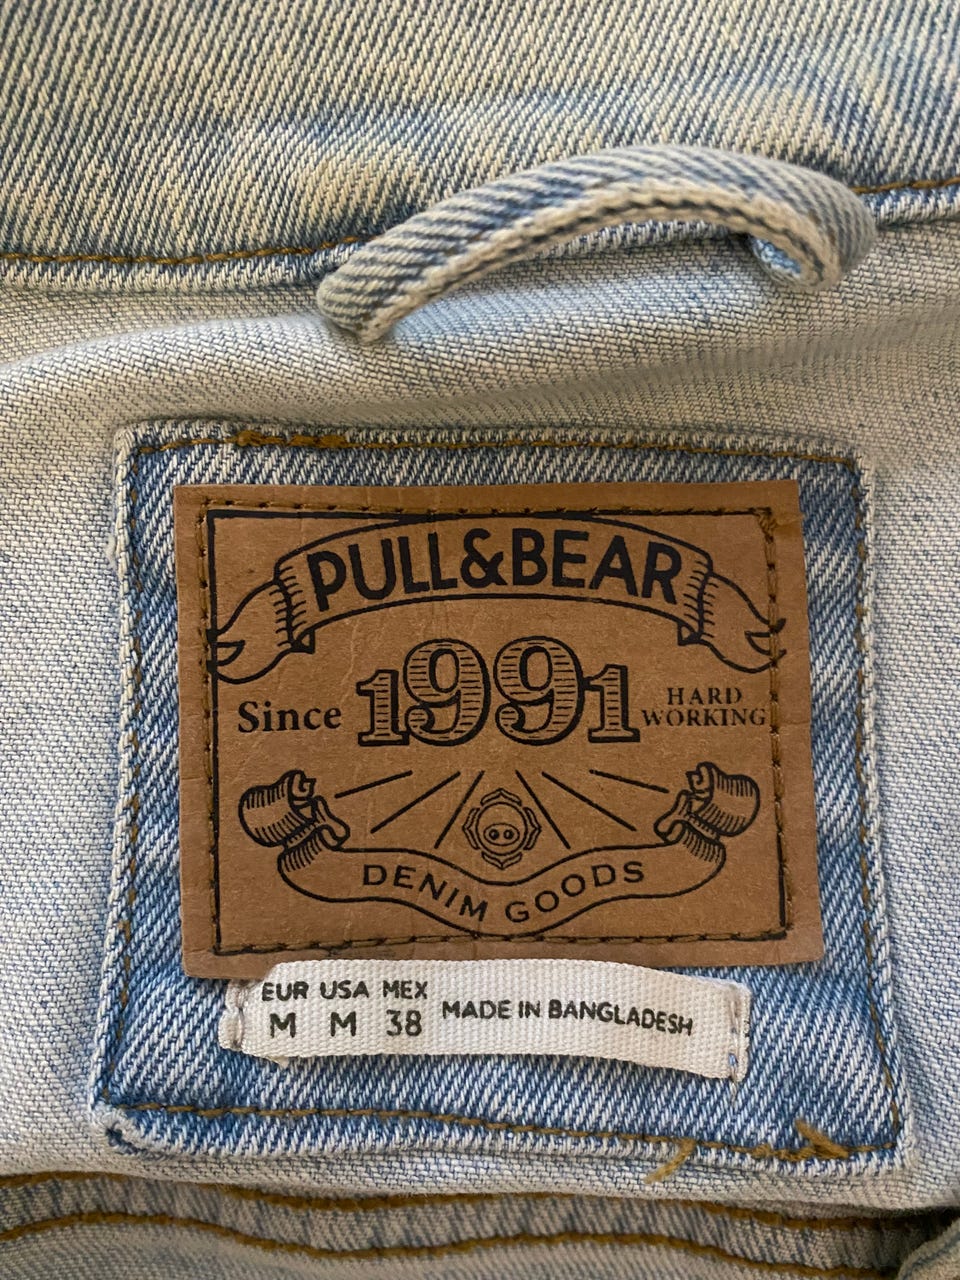 PULL&BEAR
Since 1991 HARD WORKING
DENIM GOODS
EUR USA MEX
M M 38
MADE IN BANGLADESH